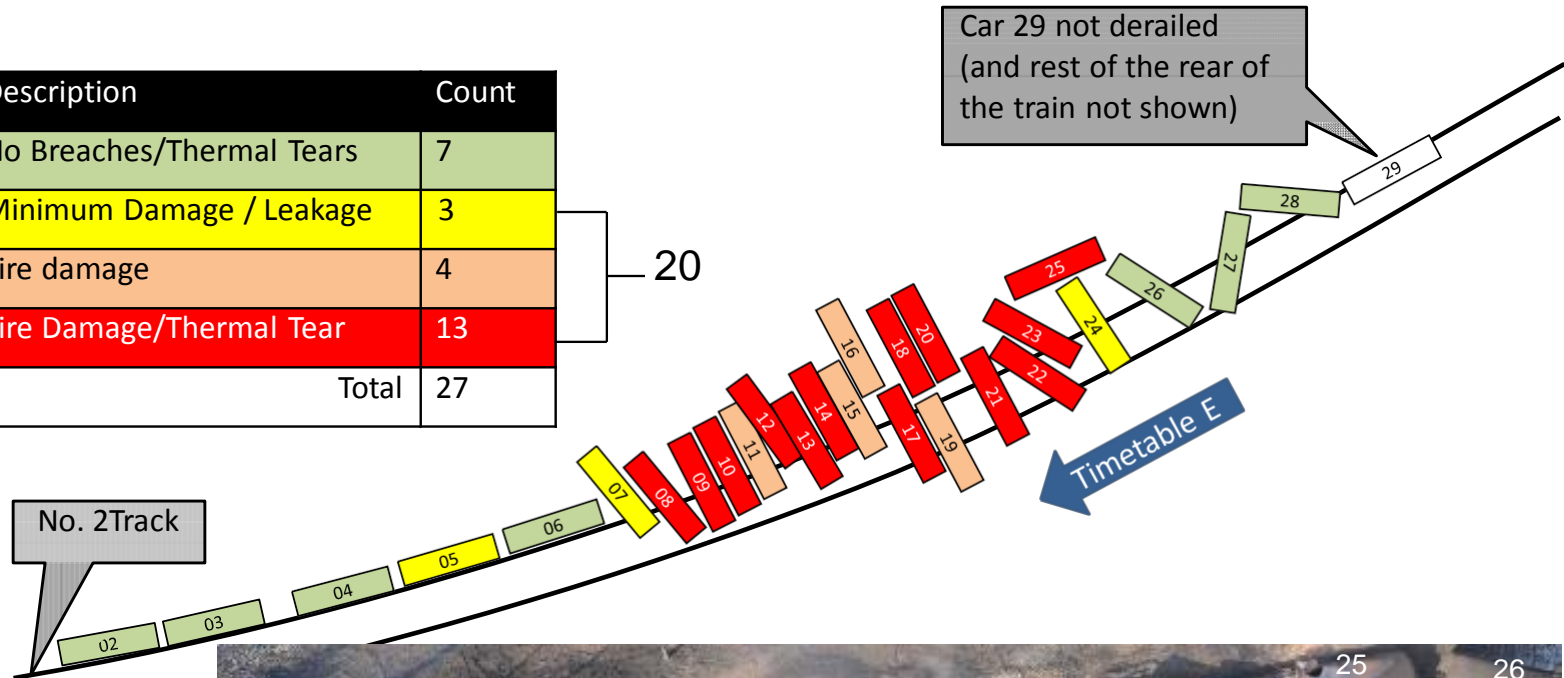 Car 29 not derailed
(and rest of the rear of
the train not shown)
Description Count
No Breaches/Thermal Tears 7
Minimum Damage / Leakage 3
ire damage 4
ire Damage/Thermal Tear 13
Total 27
20
29
28
27
26
25
24
23
22
21
20
18
19
17
16
15
14
13
12
11
10
09
08
07
06
05
04
03
02
Timetable E
No. 2Track
25
26